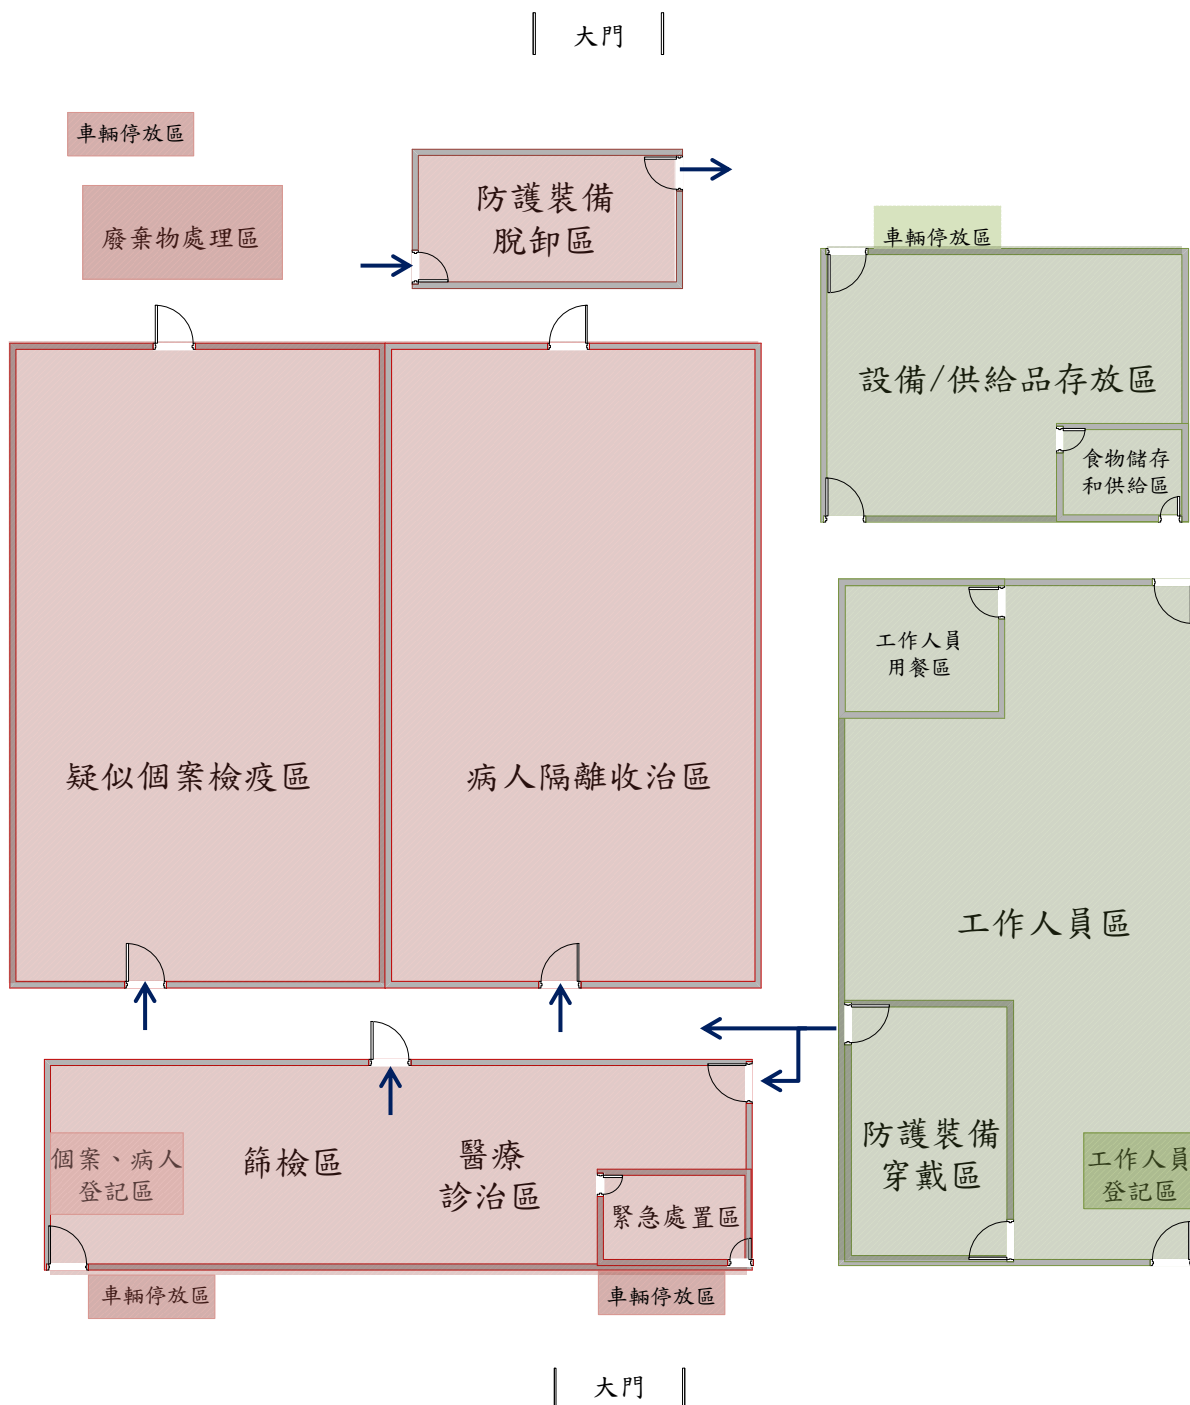 大門
車輛停放區
廢棄物處理區
防護裝備
脫卸區
車輛停放區
設備/供給品存放區
食物儲存
和供給區
工作人員
用餐區
疑似個案檢疫區
病人隔離收治區
工作人員區
個案、病人
登記區
篩檢區
醫療
診治區
緊急處置區
防護裝備
穿戴區
工作人員
登記區
車輛停放區
車輛停放區
大門